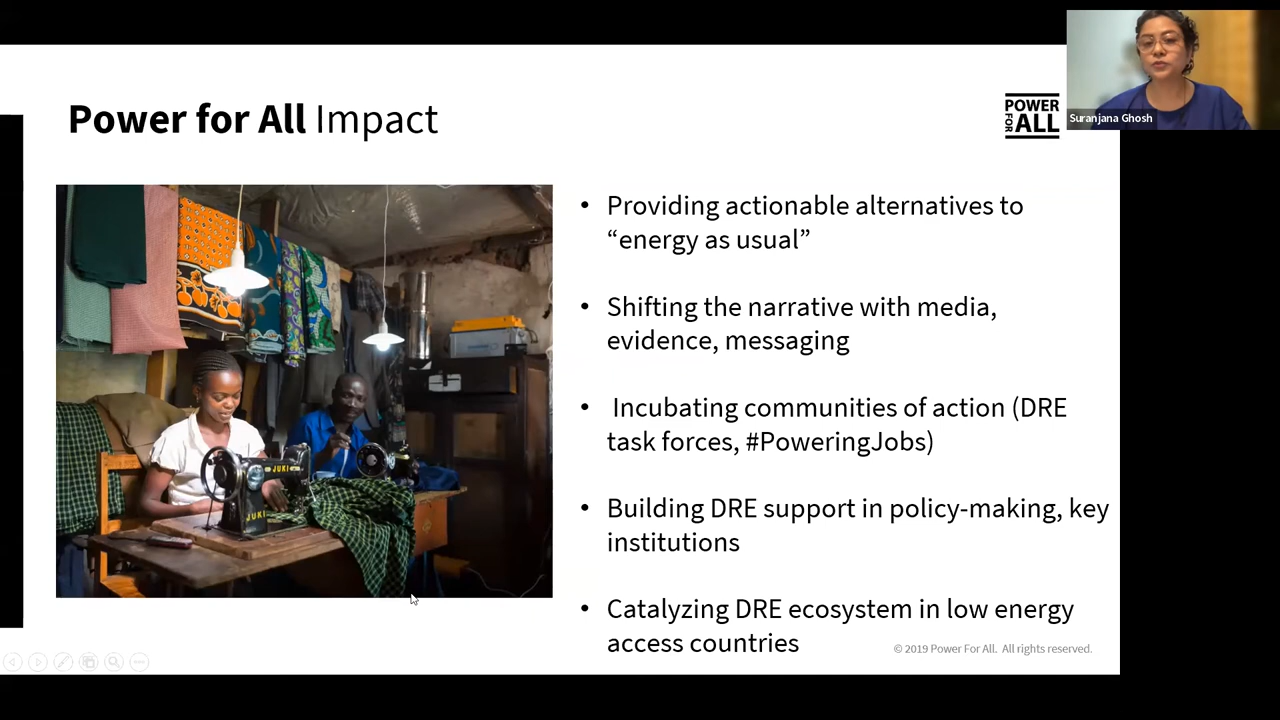 Power for All Impact
POWER
FOR
ALL
Suranjana Ghosh
• Providing actionable alternatives to
“energy as usual”
• Shifting the narrative with media,
evidence, messaging
• Incubating communities of action (DRE
task forces, #PoweringJobs)
• Building DRE support in policy-making, key
institutions
• Catalyzing DRE ecosystem in low energy
access countries
JUKI
JUKI
© 2019 Power For All. All rights reserved.